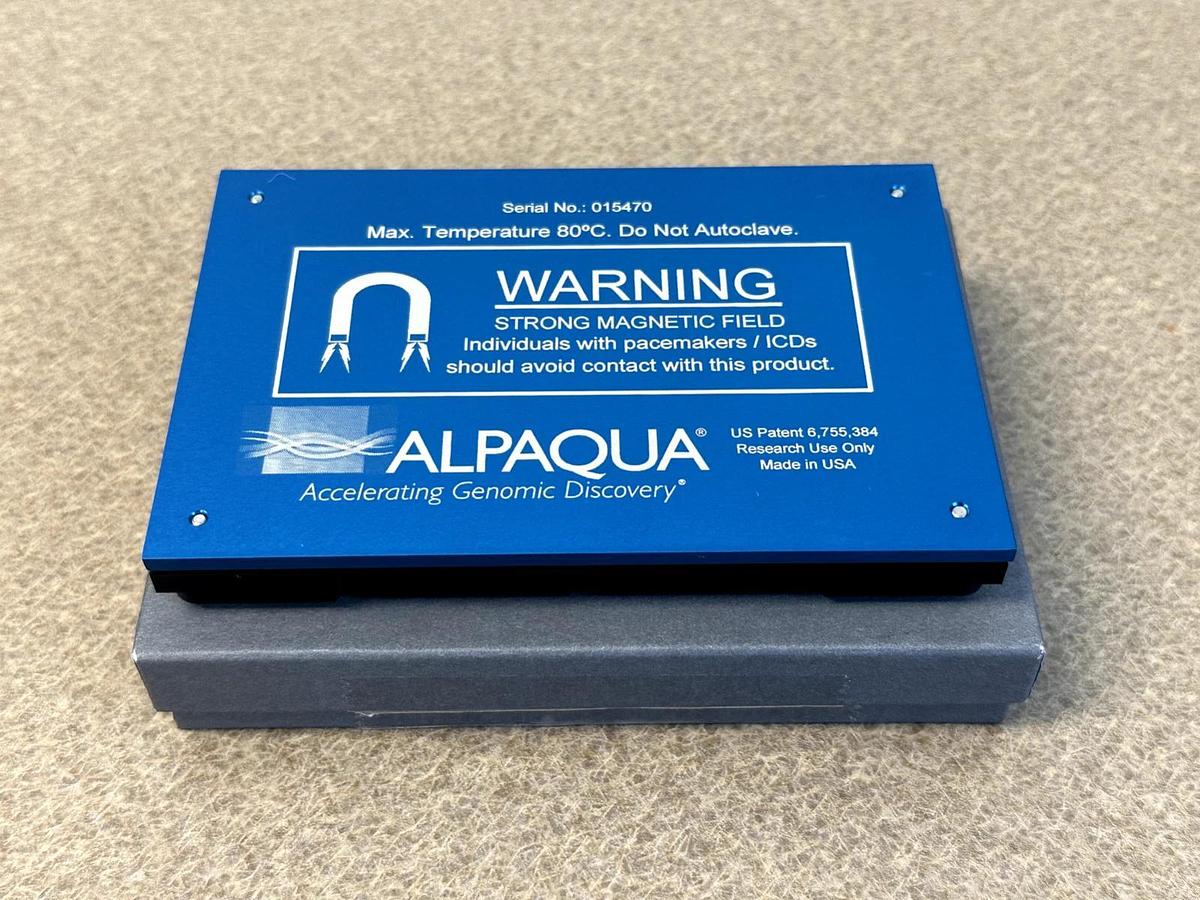 Serial No.: 015470
Max. Temperature 80ºC. Do Not Autoclave.
WARNING
STRONG MAGNETIC FIELD
Individuals with pacemakers / ICDs
should avoid contact with this product.
ALPAQUA®
Accelerating Genomic Discovery®
US Patent 6,755,384
Research Use Only
Made in USA